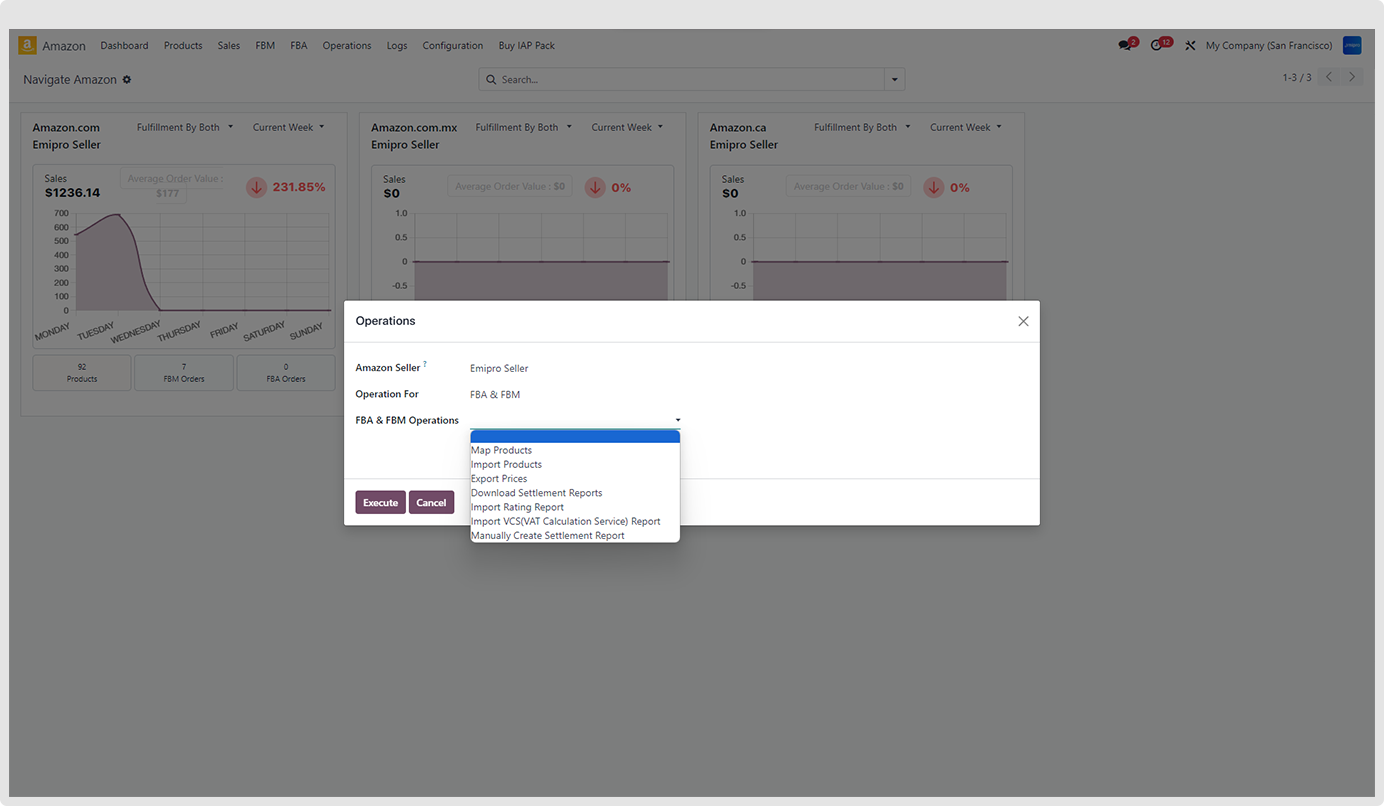 a Amazon Dashboard Products Sales FBM FBA Operations Logs Configuration Buy IAP Pack 2 12 My Company (San Francisco)
Navigate Amazon Search... 1-3 / 3
Amazon.com Fulfillment By Both Current Week
Emipro Seller
Sales
$1236.14
Average Order Value :
$177
231.85%
700
600
500
400
300
200
100
0
MONDAY TUESDAY WEDNESDAY THURSDAY FRIDAY SATURDAY SUNDAY
92
Products
7
FBM Orders
0
FBA Orders
Amazon.com.mx Fulfillment By Both Current Week
Emipro Seller
Sales
$0
Average Order Value : $0
0%
1.0
0.5
0
-0.5
Amazon.ca Fulfillment By Both Current Week
Emipro Seller
Sales
$0
Average Order Value : $0
0%
1.0
0.5
0
-0.5
Operations
Amazon Seller ? Emipro Seller
Operation For FBA & FBM
FBA & FBM Operations
Map Products
Import Products
Export Prices
Download Settlement Reports
Import Rating Report
Import VCS(VAT Calculation Service) Report
Manually Create Settlement Report
Execute Cancel